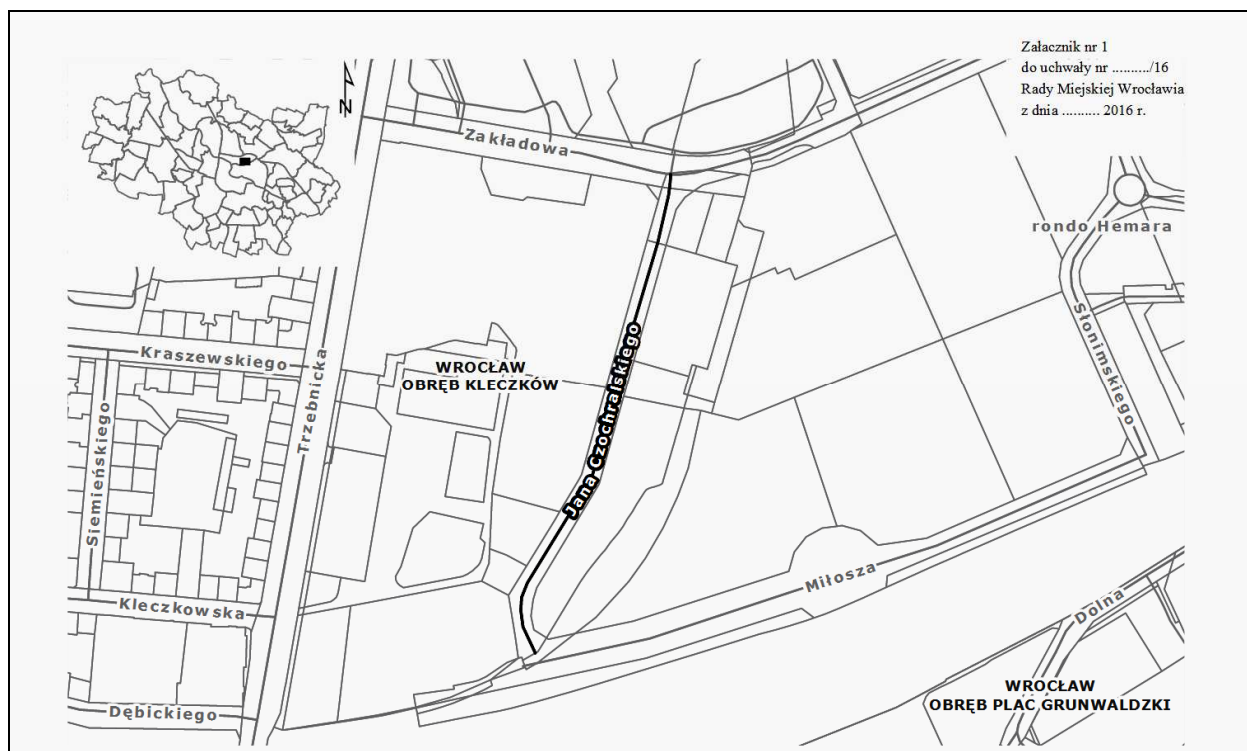 Załacznik nr 1
do uchwały nr ........../16
Rady Miejskiej Wrocławia
z dnia .......... 2016 r.
N
Zakładowa
rondo Hemara
Słonimskiego
Kraszewskiego
Trzebnicka
WROCŁAW
OBRĘB KLECZKÓW
Jana Czochralskiego
Siemieńskiego
Miłosza
Kleczkowska
Dolna
WROCŁAW
OBRĘB PLAC GRUNWALDZKI
Dębickiego